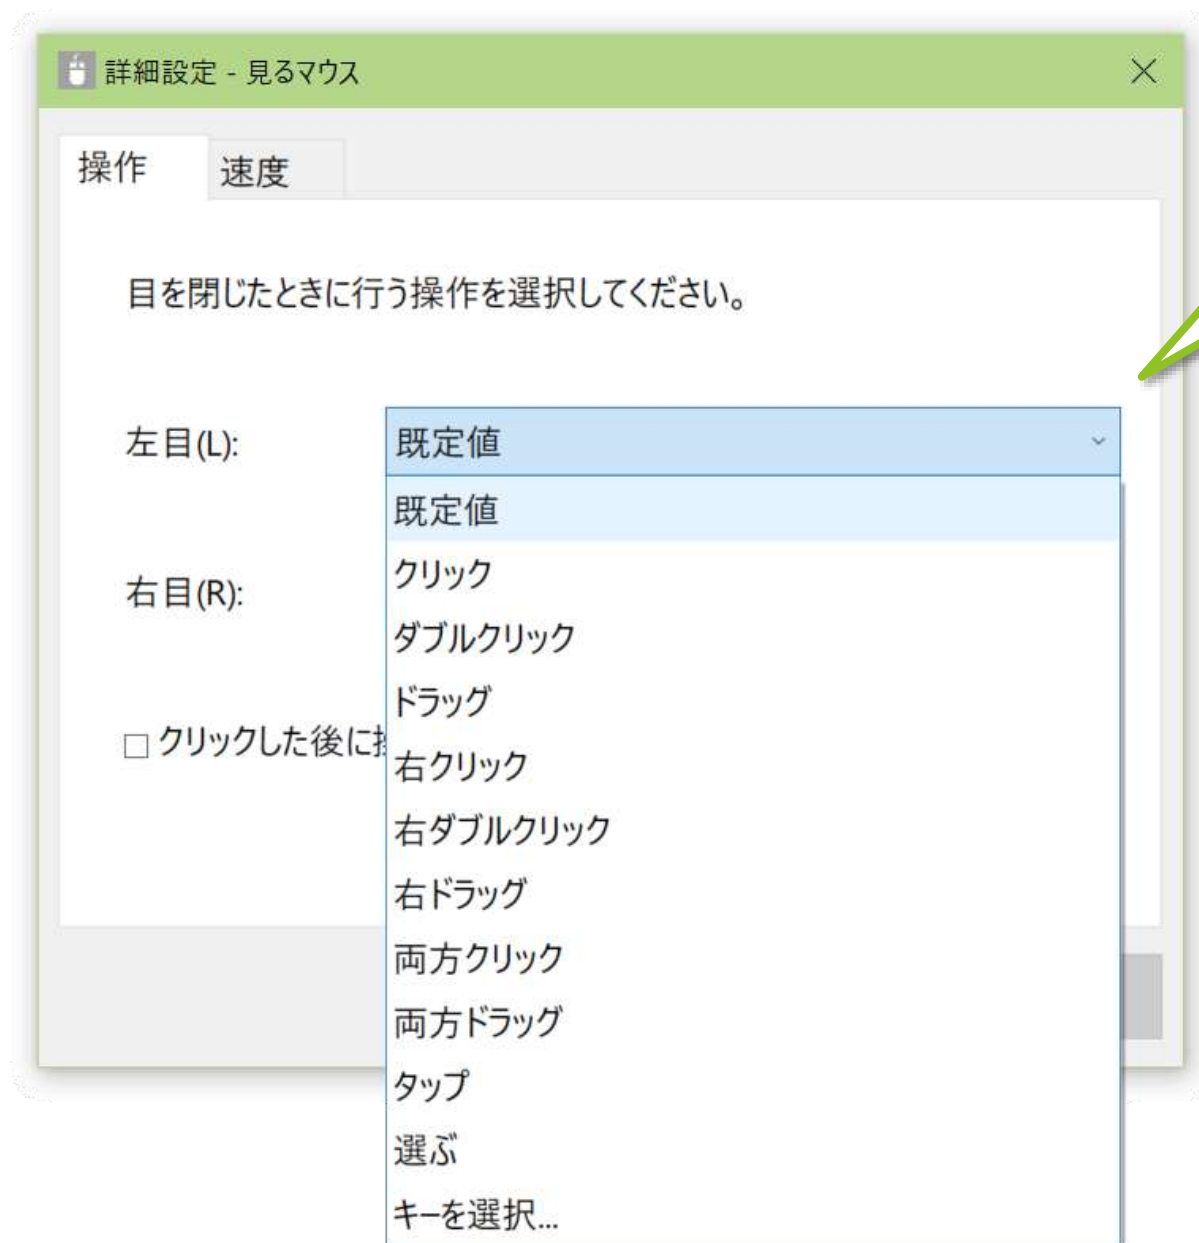 詳細設定 - 見るマウス
操作
速度
目を閉じたときに行う操作を選択してください。
左目(L):
既定値
既定値
クリック
右目(R):
ダブルクリック
ドラッグ
クリックした後に
右クリック
右ダブルクリック
右ドラッグ
両方クリック
両方ドラッグ
タップ
選ぶ
キーを選択...